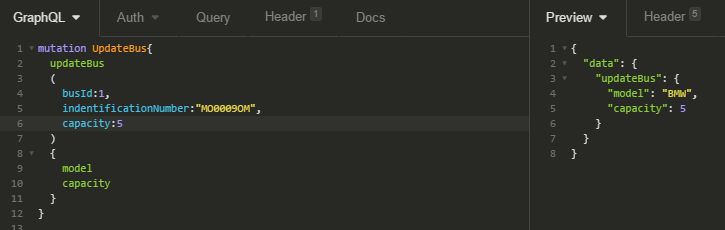 GraphQL Auth Query Header 1 Docs
1 mutation UpdateBus{
2 updateBus
3 (
4 busId:1,
5 indentificationNumber:"MO0009OM",
6 capacity:5
7 )
8 {
9 model
10 capacity
11 }
12 }
13
Preview Header 5
1 {
2 "data": {
3 "updateBus": {
4 "model": "BMW",
5 "capacity": 5
6 }
7 }
8 }